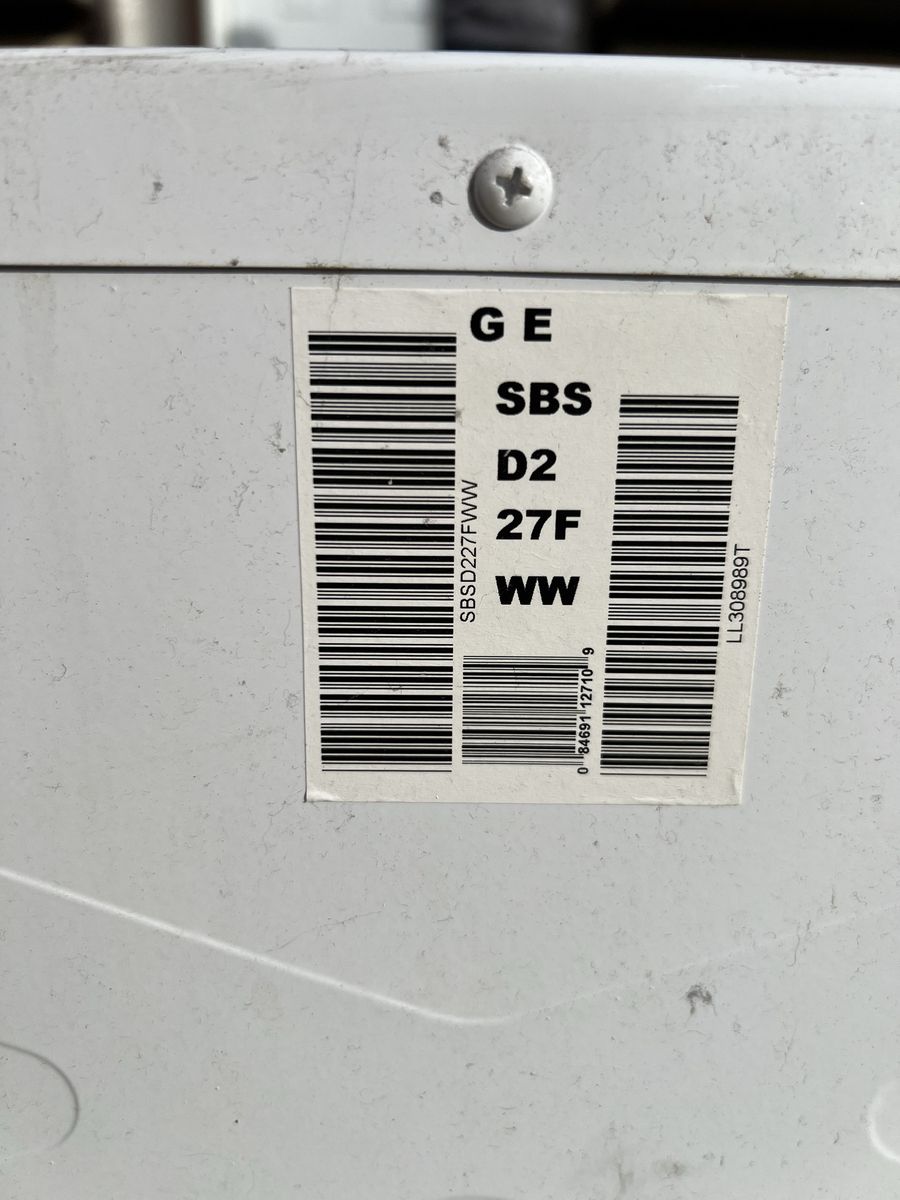 G E
SBS
D2
27F
WW
SBSD227FWW
LL308989T
0 84691 12710 9